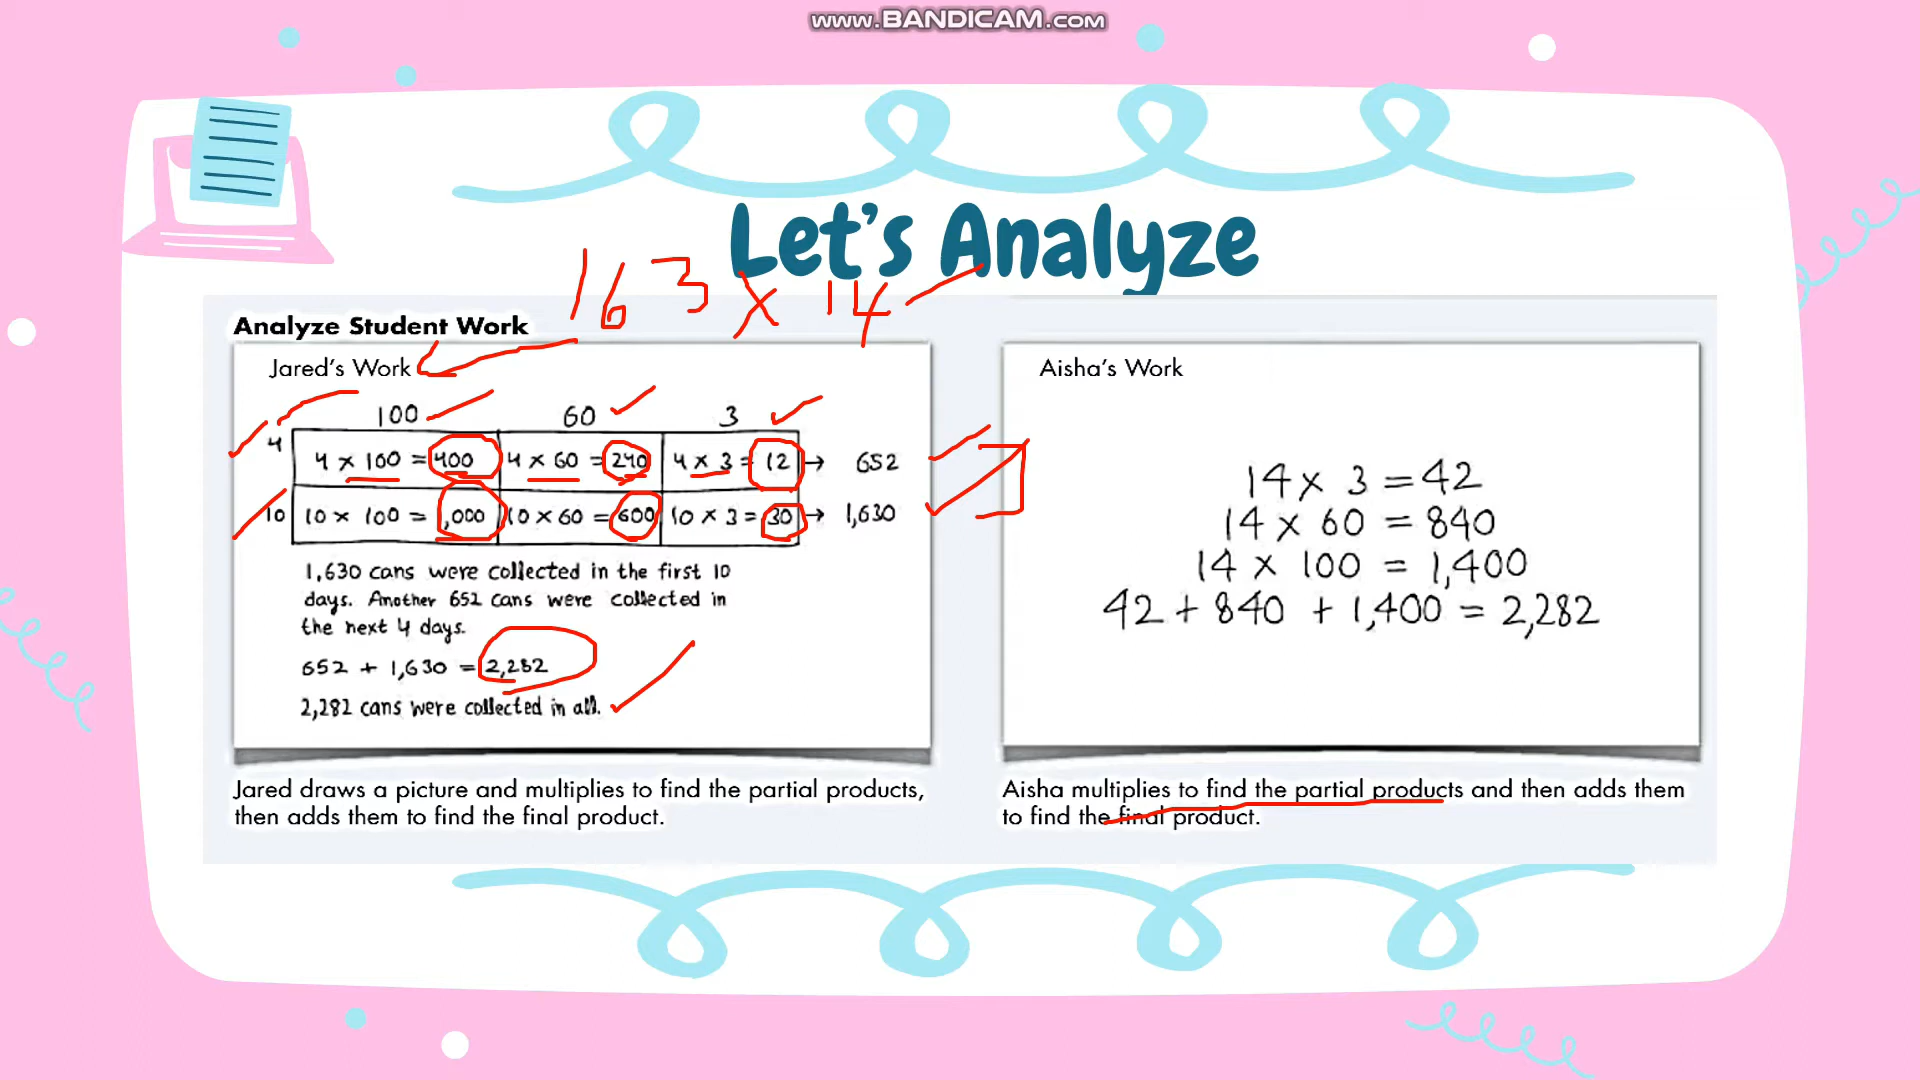 www.BANDICAM.com
Let's Analyze
163 x 14
Analyze Student Work
Jared's Work
100 60 3
4 4 x 100 = 400 4 x 60 = 240 4 x 3 = 12 → 652
10 10 x 100 = 1,000 10 x 60 = 600 10 x 3 = 30 → 1,630
1,630 cans were collected in the first 10
days. Another 652 cans were collected in
the next 4 days.
652 + 1,630 = 2,282
2,282 cans were collected in all.
Jared draws a picture and multiplies to find the partial products,
then adds them to find the final product.
Aisha's Work
14 x 3 = 42
14 x 60 = 840
14 x 100 = 1,400
42 + 840 + 1,400 = 2,282
Aisha multiplies to find the partial products and then adds them
to find the final product.